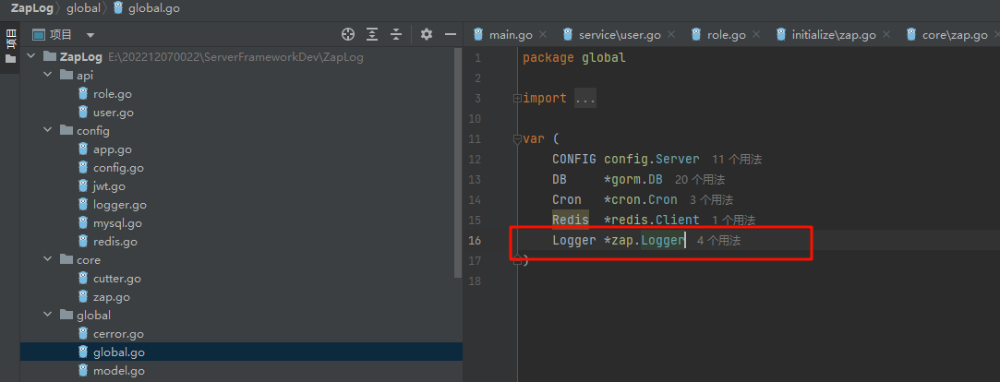 ZapLog global global.go
项目
项目
ZapLog E:\202212070022\ServerFrameworkDev\ZapLog
api
role.go
user.go
config
app.go
config.go
jwt.go
logger.go
mysql.go
redis.go
core
cutter.go
zap.go
global
cerror.go
global.go
model.go
main.go service\user.go role.go initialize\zap.go core\zap.go
1 package global
2
3 import ...
10
11 var (
12 CONFIG config.Server 11 个用法
13 DB *gorm.DB 20 个用法
14 Cron *cron.Cron 3 个用法
15 Redis *redis.Client 1 个用法
16 Logger *zap.Logger 4 个用法
17 )
18